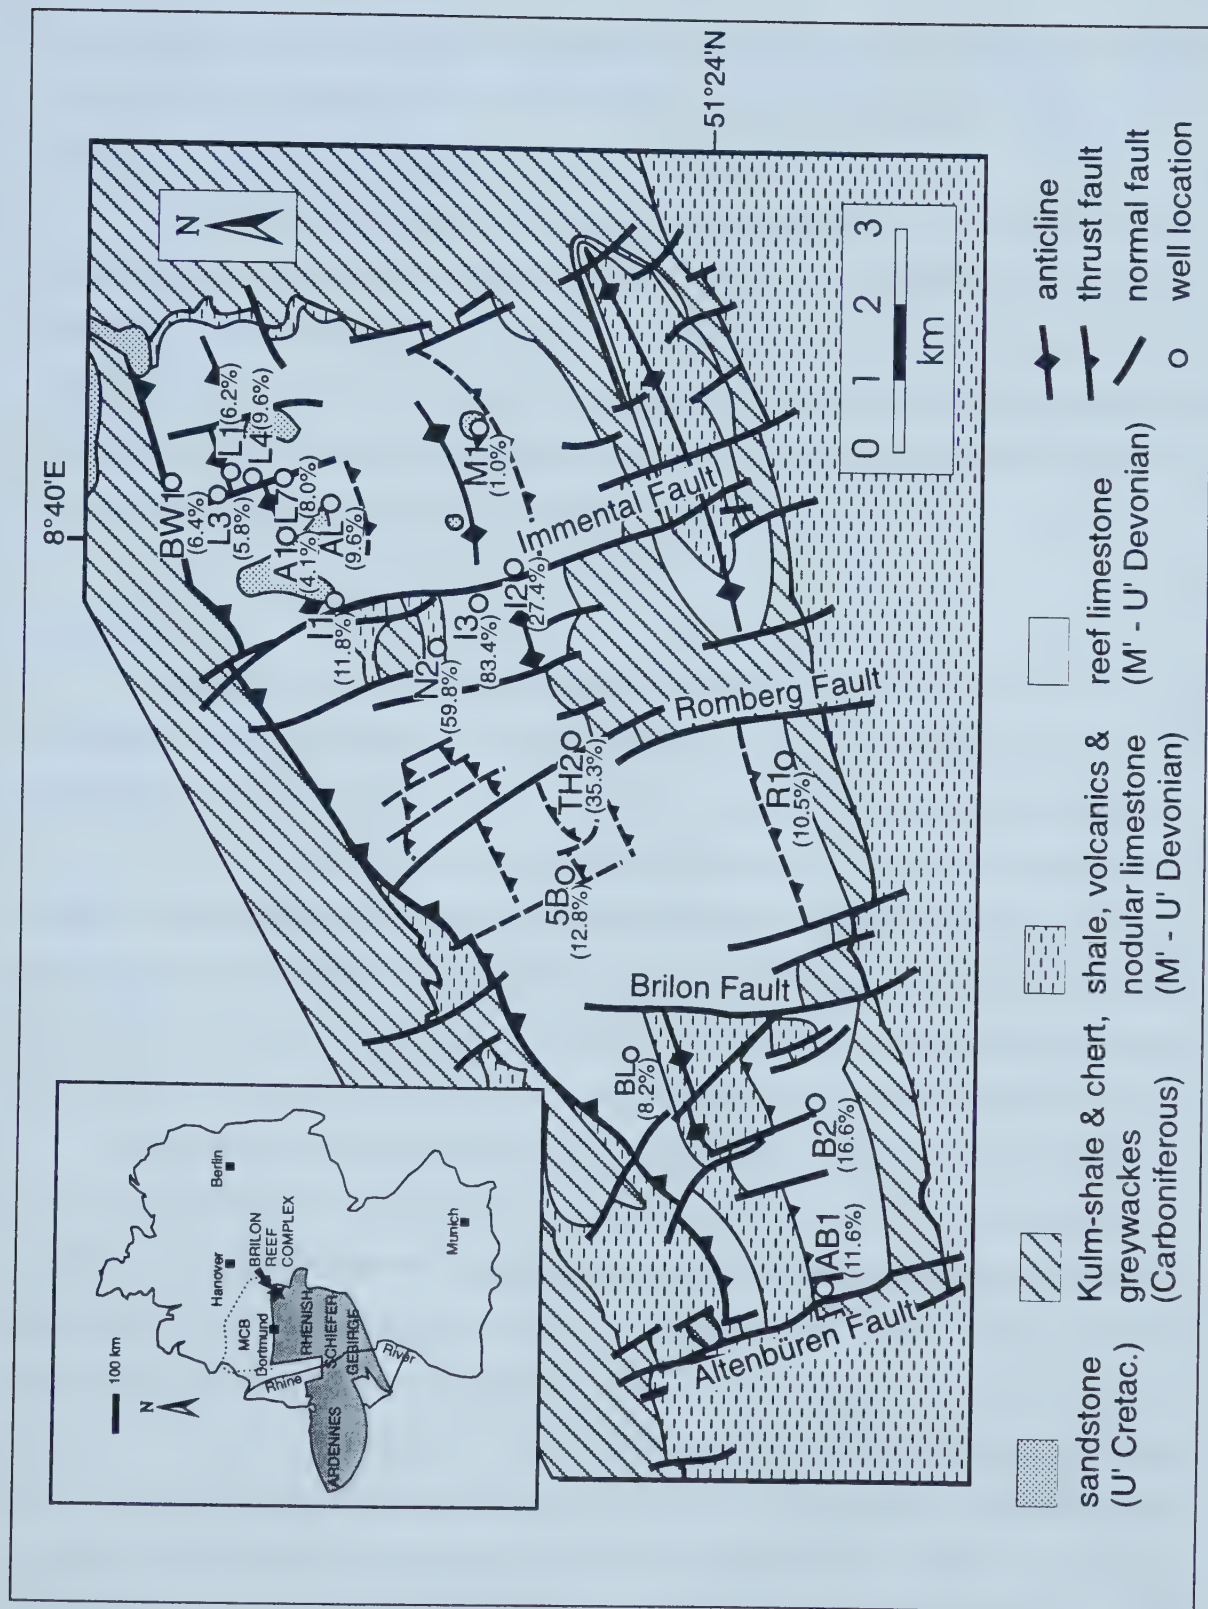 100 km
N
Berlin
Hanover
BRILON
REEF
COMPLEX
MCB
Dortmund
RHENISH
SCHIEFER
GEBIRGE
Rhine
River
ARDENNES
Munich
8°40'E
N
51°24'N
BW1
(6.4%)
L3
(5.8%)
L1(6.2%)
L4(9.6%)
A1
(4.1%)
L7
(8.0%)
AL
(9.6%)
I1
(11.8%)
N2
(59.8%)
I3
(83.4%)
I2
(27.4%)
M1
(1.0%)
Immental Fault
Romberg Fault
TH2
(35.3%)
5B
(12.8%)
R1
(10.5%)
Brilon Fault
BL
(8.2%)
B2
(16.6%)
AB1
(11.6%)
Altenbüren Fault
0 1 2 3
km
sandstone
(U' Cretac.)
Kulm-shale & chert,
greywackes
(Carboniferous)
shale, volcanics &
nodular limestone
(M' - U' Devonian)
reef limestone
(M' - U' Devonian)
anticline
thrust fault
normal fault
well location